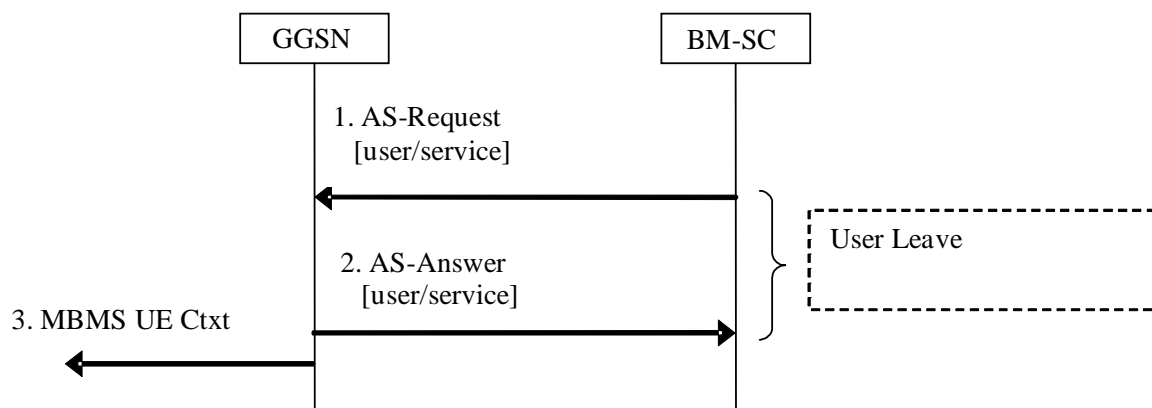 GGSN
BM-SC
1. AS-Request
[user/service]
User Leave
2. AS-Answer
[user/service]
3. MBMS UE Ctxt